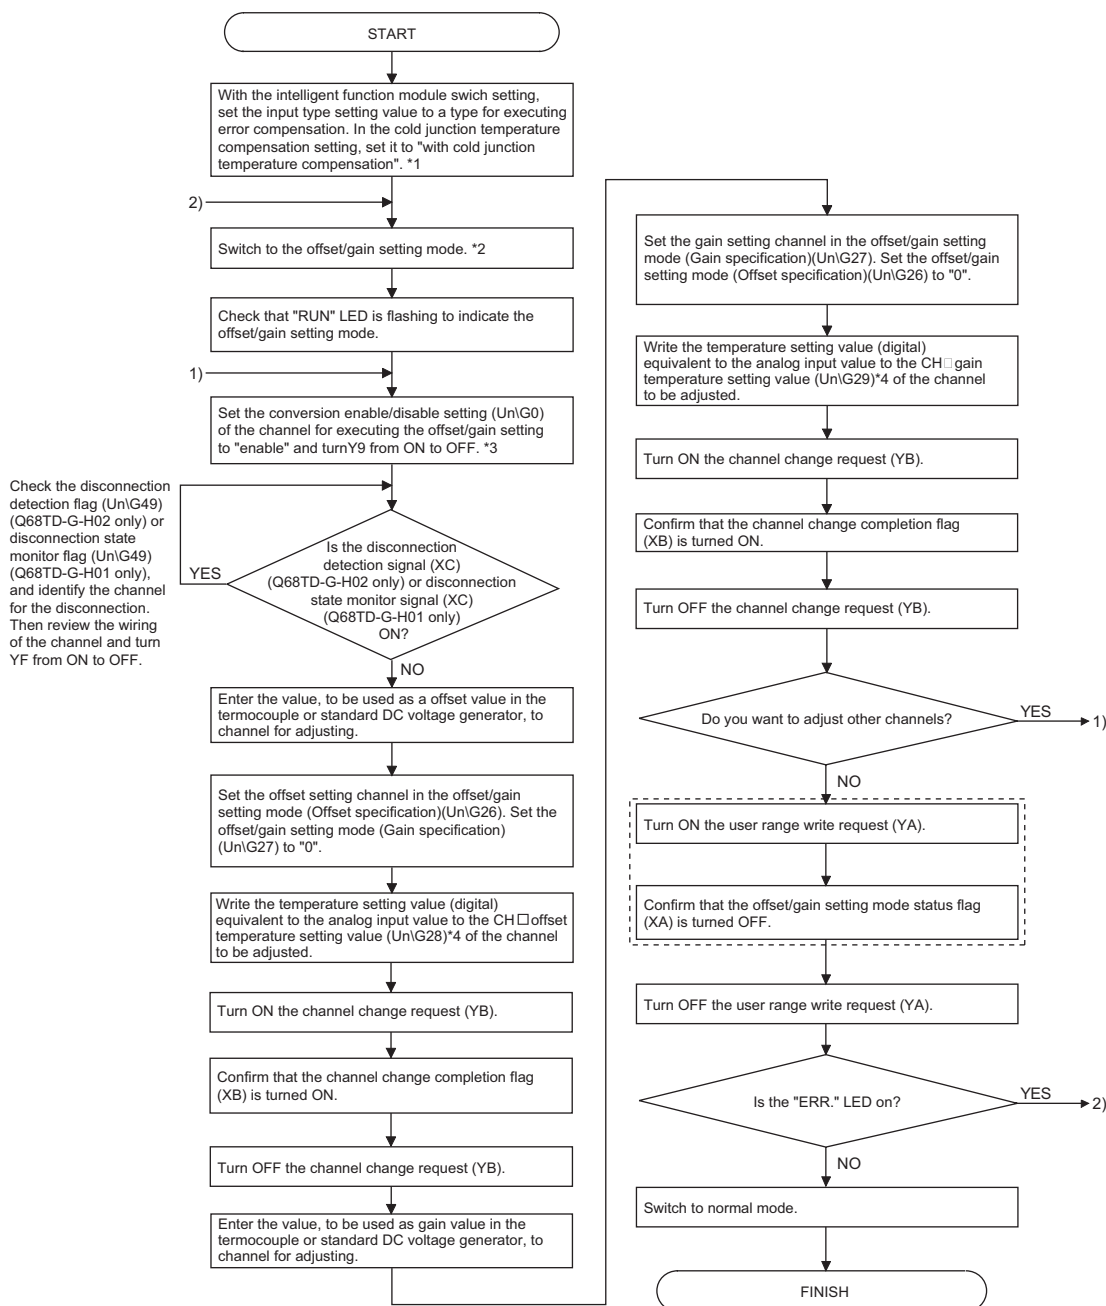 START
With the intelligent function module swich setting,
set the input type setting value to a type for executing
error compensation. In the cold junction temperature
compensation setting, set it to "with cold junction
temperature compensation". *1
2)
Switch to the offset/gain setting mode. *2
Check that "RUN" LED is flashing to indicate the
offset/gain setting mode.
1)
Set the conversion enable/disable setting (Un\G0)
of the channel for executing the offset/gain setting
to "enable" and turnY9 from ON to OFF. *3
Check the disconnection
detection flag (Un\G49)
(Q68TD-G-H02 only) or
disconnection state
monitor flag (Un\G49)
(Q68TD-G-H01 only),
and identify the channel
for the disconnection.
Then review the wiring
of the channel and turn
YF from ON to OFF.
YES
Is the disconnection
detection signal (XC)
(Q68TD-G-H02 only) or disconnection
state monitor signal (XC)
(Q68TD-G-H01 only)
ON?
NO
Enter the value, to be used as a offset value in the
termocouple or standard DC voltage generator, to
channel for adjusting.
Set the offset setting channel in the offset/gain
setting mode (Offset specification)(Un\G26). Set the
offset/gain setting mode (Gain specification)
(Un\G27) to "0".
Write the temperature setting value (digital)
equivalent to the analog input value to the CH□offset
temperature setting value (Un\G28)*4 of the channel
to be adjusted.
Turn ON the channel change request (YB).
Confirm that the channel change completion flag
(XB) is turned ON.
Turn OFF the channel change request (YB).
Enter the value, to be used as gain value in the
termocouple or standard DC voltage generator, to
channel for adjusting.
Set the gain setting channel in the offset/gain setting
mode (Gain specification)(Un\G27). Set the offset/gain
setting mode (Offset specification)(Un\G26) to "0".
Write the temperature setting value (digital)
equivalent to the analog input value to the CH□gain
temperature setting value (Un\G29)*4 of the channel
to be adjusted.
Turn ON the channel change request (YB).
Confirm that the channel change completion flag
(XB) is turned ON.
Turn OFF the channel change request (YB).
Do you want to adjust other channels?
YES
1)
NO
Turn ON the user range write request (YA).
Confirm that the offset/gain setting mode status flag
(XA) is turned OFF.
Turn OFF the user range write request (YA).
Is the "ERR." LED on?
YES
2)
NO
Switch to normal mode.
FINISH